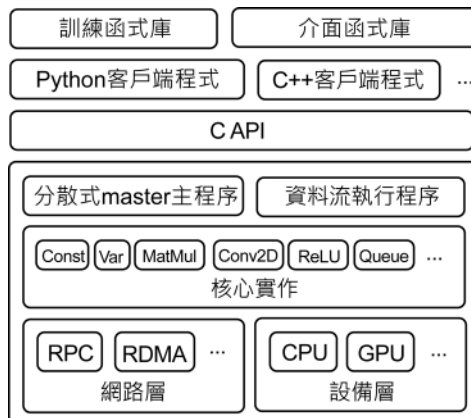 訓練函式庫 介面函式庫
Python客戶端程式 C++客戶端程式 ...
C API
分散式master主程序 資料流執行程序
Const Var MatMul Conv2D ReLU Queue ...
核心實作
RPC RDMA ... CPU GPU ...
網路層 設備層